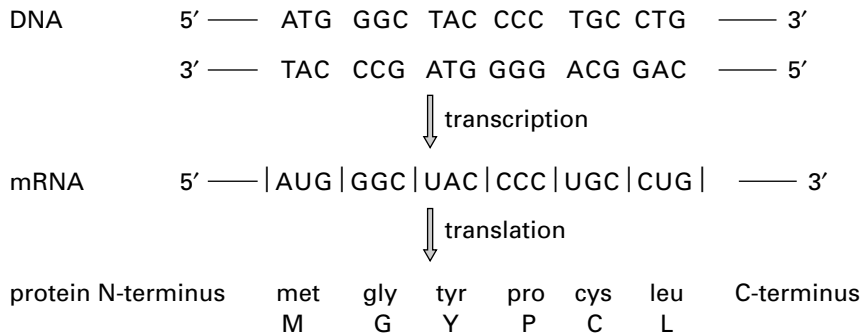 DNA 5′ ATG GGC TAC CCC TGC CTG 3′
3′ TAC CCG ATG GGG ACG GAC 5′
transcription
mRNA 5′ |AUG|GGC|UAC|CCC|UGC|CUG| 3′
translation
protein N-terminus met gly tyr pro cys leu C-terminus
M G Y P C L